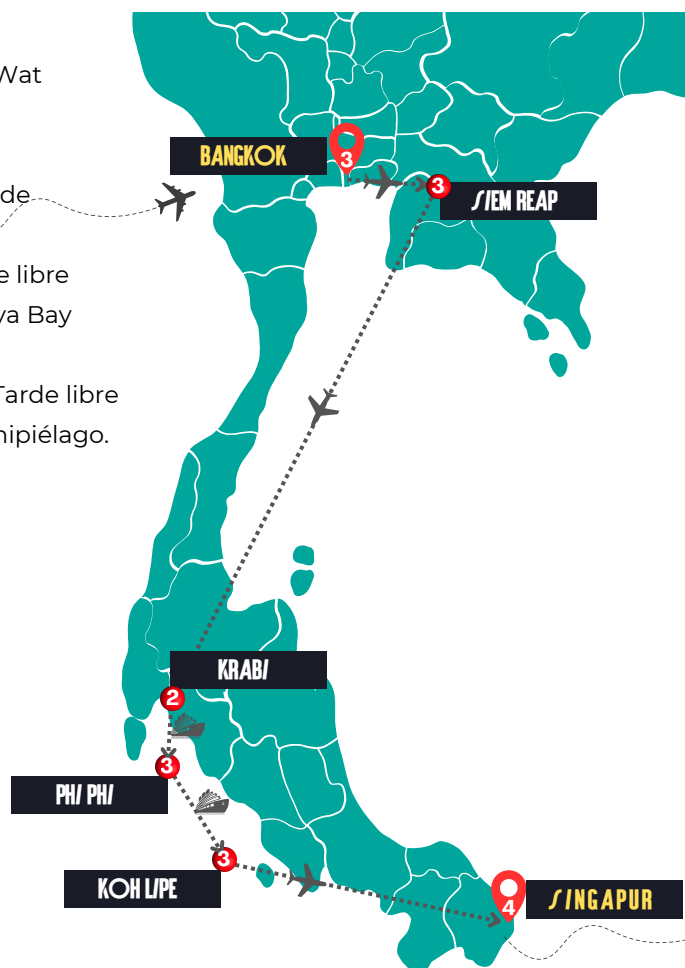 Wat
de
e libre
ya Bay
Tarde libre
hipiélago.
BANGKOK
3
3
SIEM REAP
KRABI
2
3
PHI PHI
3
KOH LIPE
4
SINGAPUR